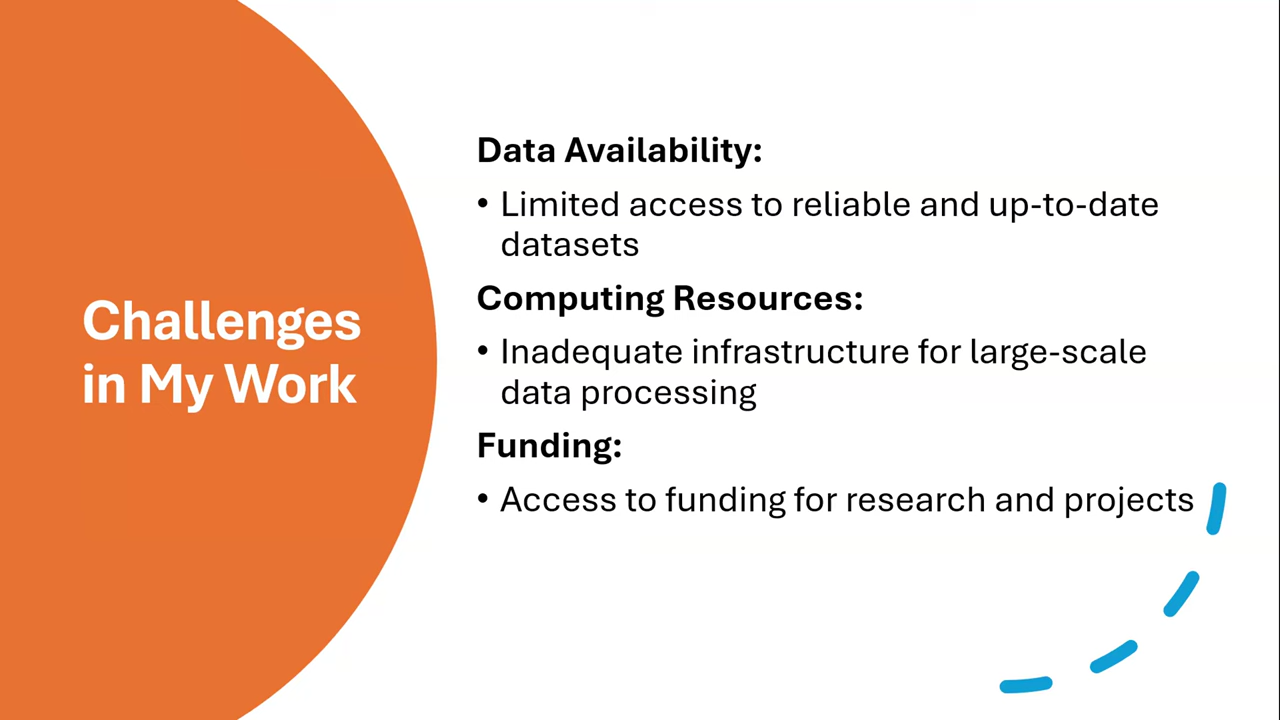 Challenges
in My Work
Data Availability:
• Limited access to reliable and up-to-date
datasets
Computing Resources:
• Inadequate infrastructure for large-scale
data processing
Funding:
• Access to funding for research and projects